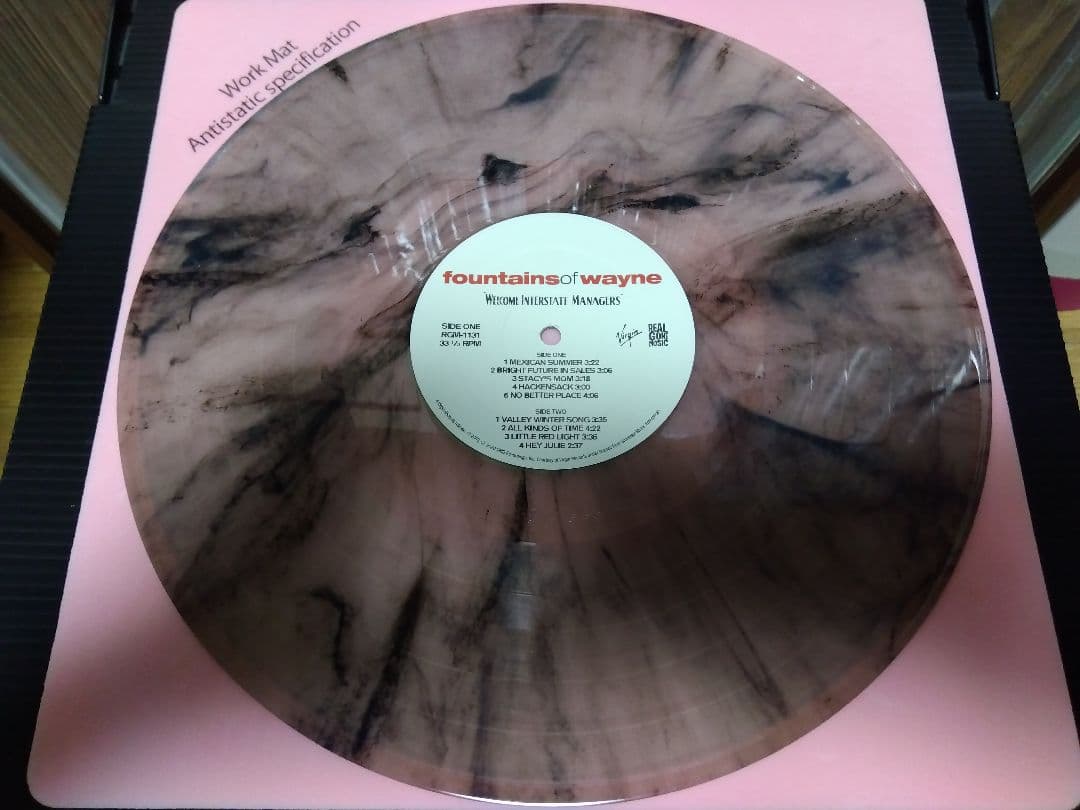 Work Mat
Antistatic specification
fountainsofwayne
"Welcome Interstate Managers"
SIDE ONE
RGM-1131
33 1/3 RPM
Virgin
REAL
GONE
MUSIC
SIDE ONE
1 MEXICAN SUMMER 3:22
2 BRIGHT FUTURE IN SALES 3:06
3 STACY'S MOM 3:18
4 HACKENSACK 3:00
5 NO BETTER PLACE 4:06
SIDE TWO
1 VALLEY WINTER SONG 3:35
2 ALL KINDS OF TIME 4:22
3 LITTLE RED LIGHT 3:36
4 HEY JULIE 2:37